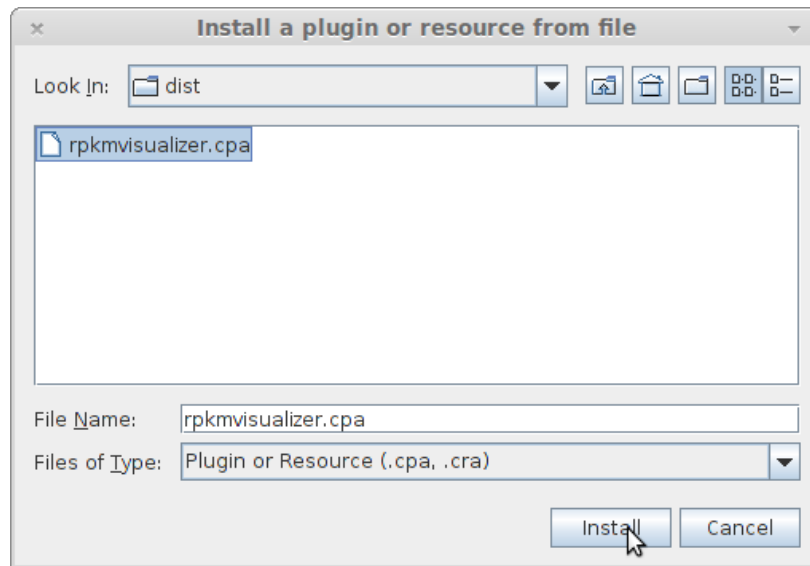 Install a plugin or resource from file
Look In: dist
rpkmvisualizer.cpa
File Name: rpkmvisualizer.cpa
Files of Type: Plugin or Resource (.cpa, .cra)
Install Cancel